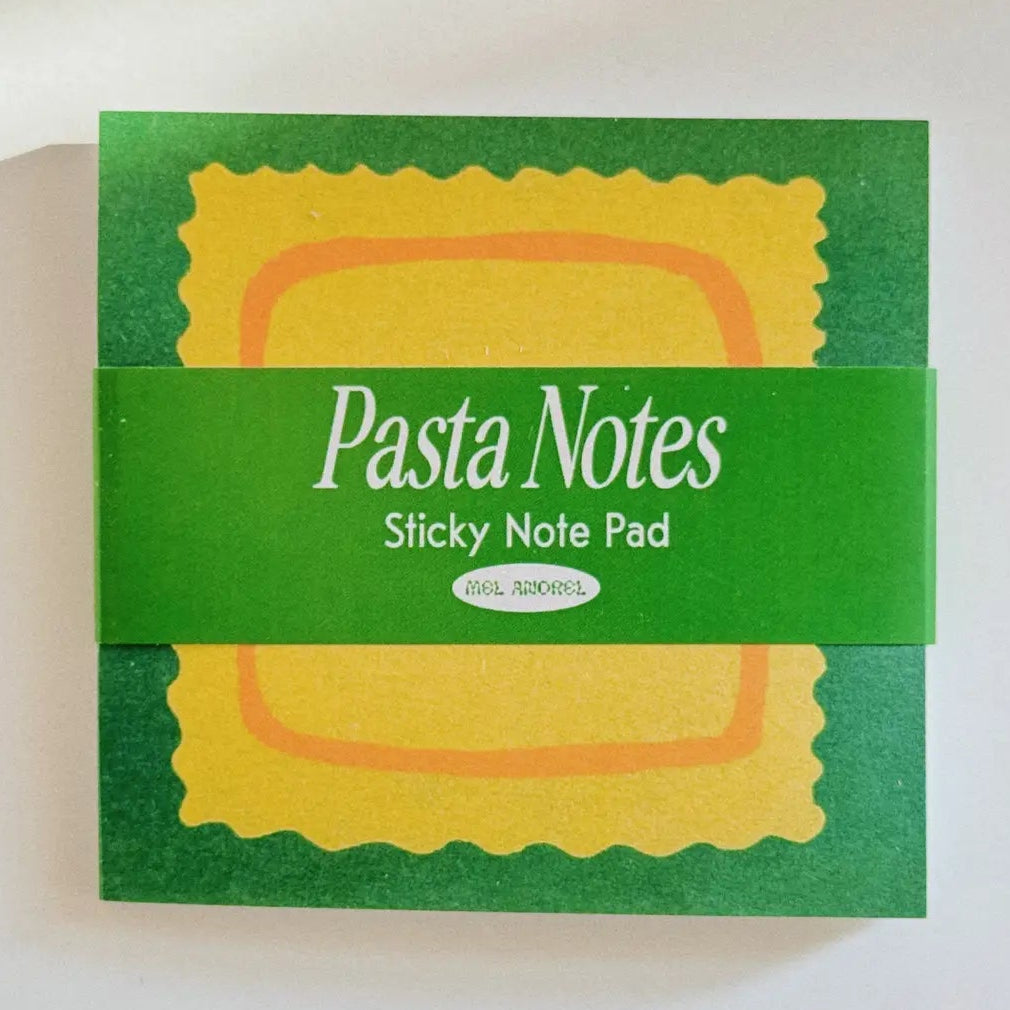 Pasta Notes
Sticky Note Pad
MEL ANDREL